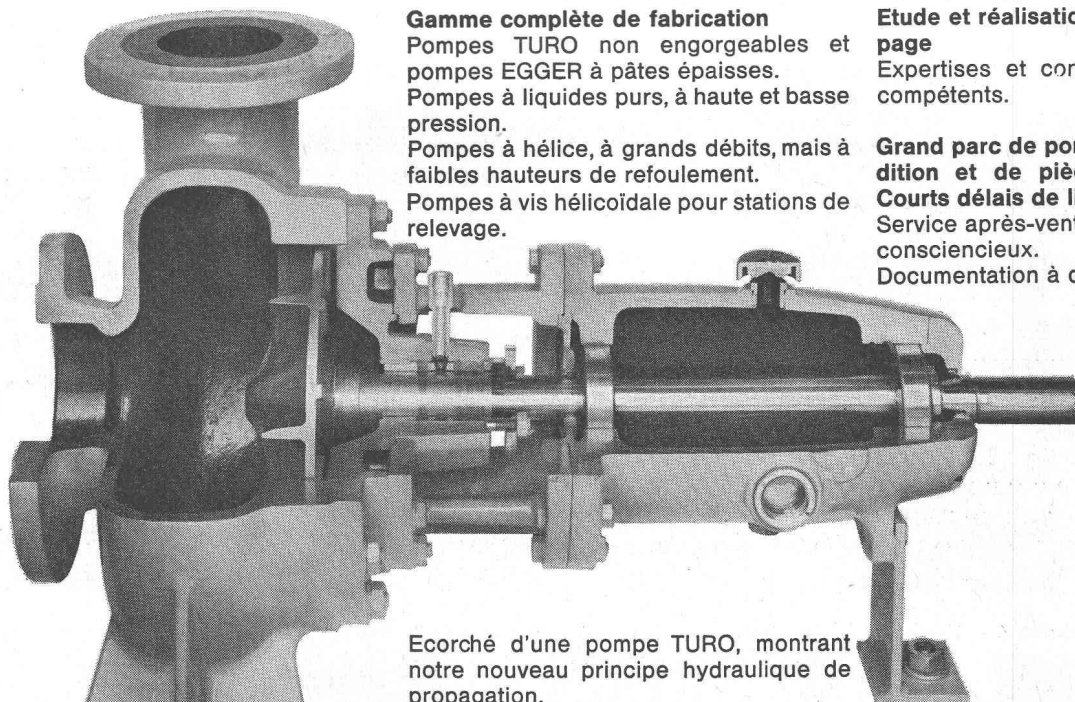 Gamme complète de fabrication
Pompes TURO non engorgeables et
pompes EGGER à pâtes épaisses.
Pompes à liquides purs, à haute et basse
pression.
Pompes à hélice, à grands débits, mais à
faibles hauteurs de refoulement.
Pompes à vis hélicoïdale pour stations de
relevage.
Etude et
page
Expertises et
compétents.
Grand parc de
dition et de
Courts délais de
Service
consciencieux.
Documentation à
Ecorché d'une pompe TURO, montrant
notre nouveau principe hydraulique de
propagation.